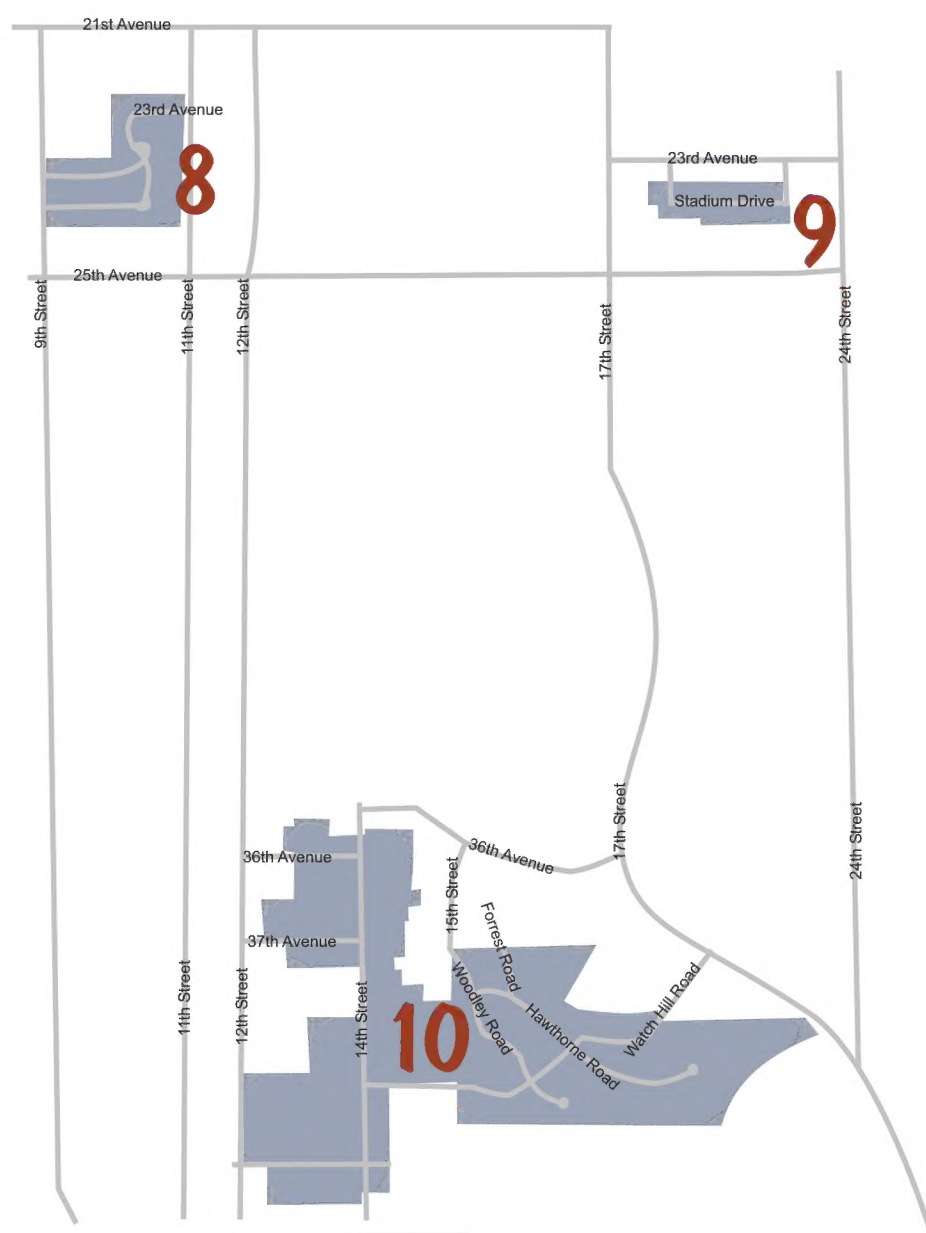 21st Avenue
23rd Avenue
8
23rd Avenue
Stadium Drive
9
25th Avenue
9th Street
11th Street
12th Street
17th Street
24th Street
17th Street
24th Street
36th Avenue
36th Avenue
15th Street
Forrest Road
37th Avenue
11th Street
12th Street
14th Street
10
Woodley Road
Hawthorne Road
Watch Hill Road